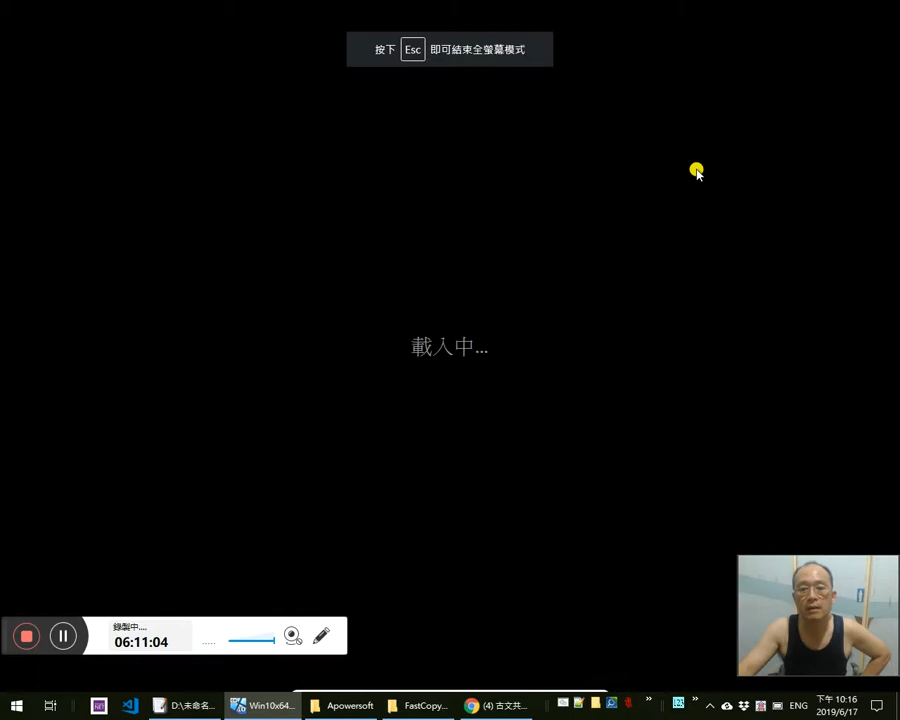 按下 Esc 即可結束全螢幕模式
載入中...
錄製中....
06:11:04
D:\未命名...
Win10x64...
Apowersoft
FastCopy...
(4) 古文共...
ENG
下午 10:16
2019/6/17